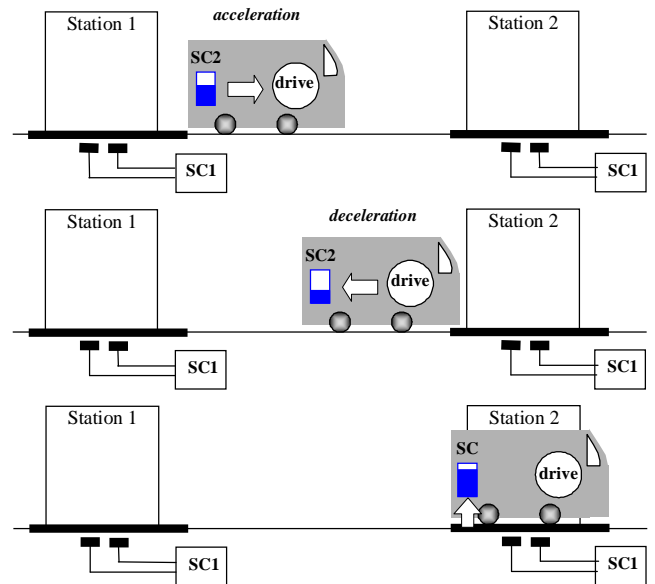 acceleration
Station 1
Station 2
SC2
drive
SC1
SC1
deceleration
Station 1
Station 2
SC2
drive
SC1
SC1
Station 1
Station 2
SC
drive
SC1
SC1